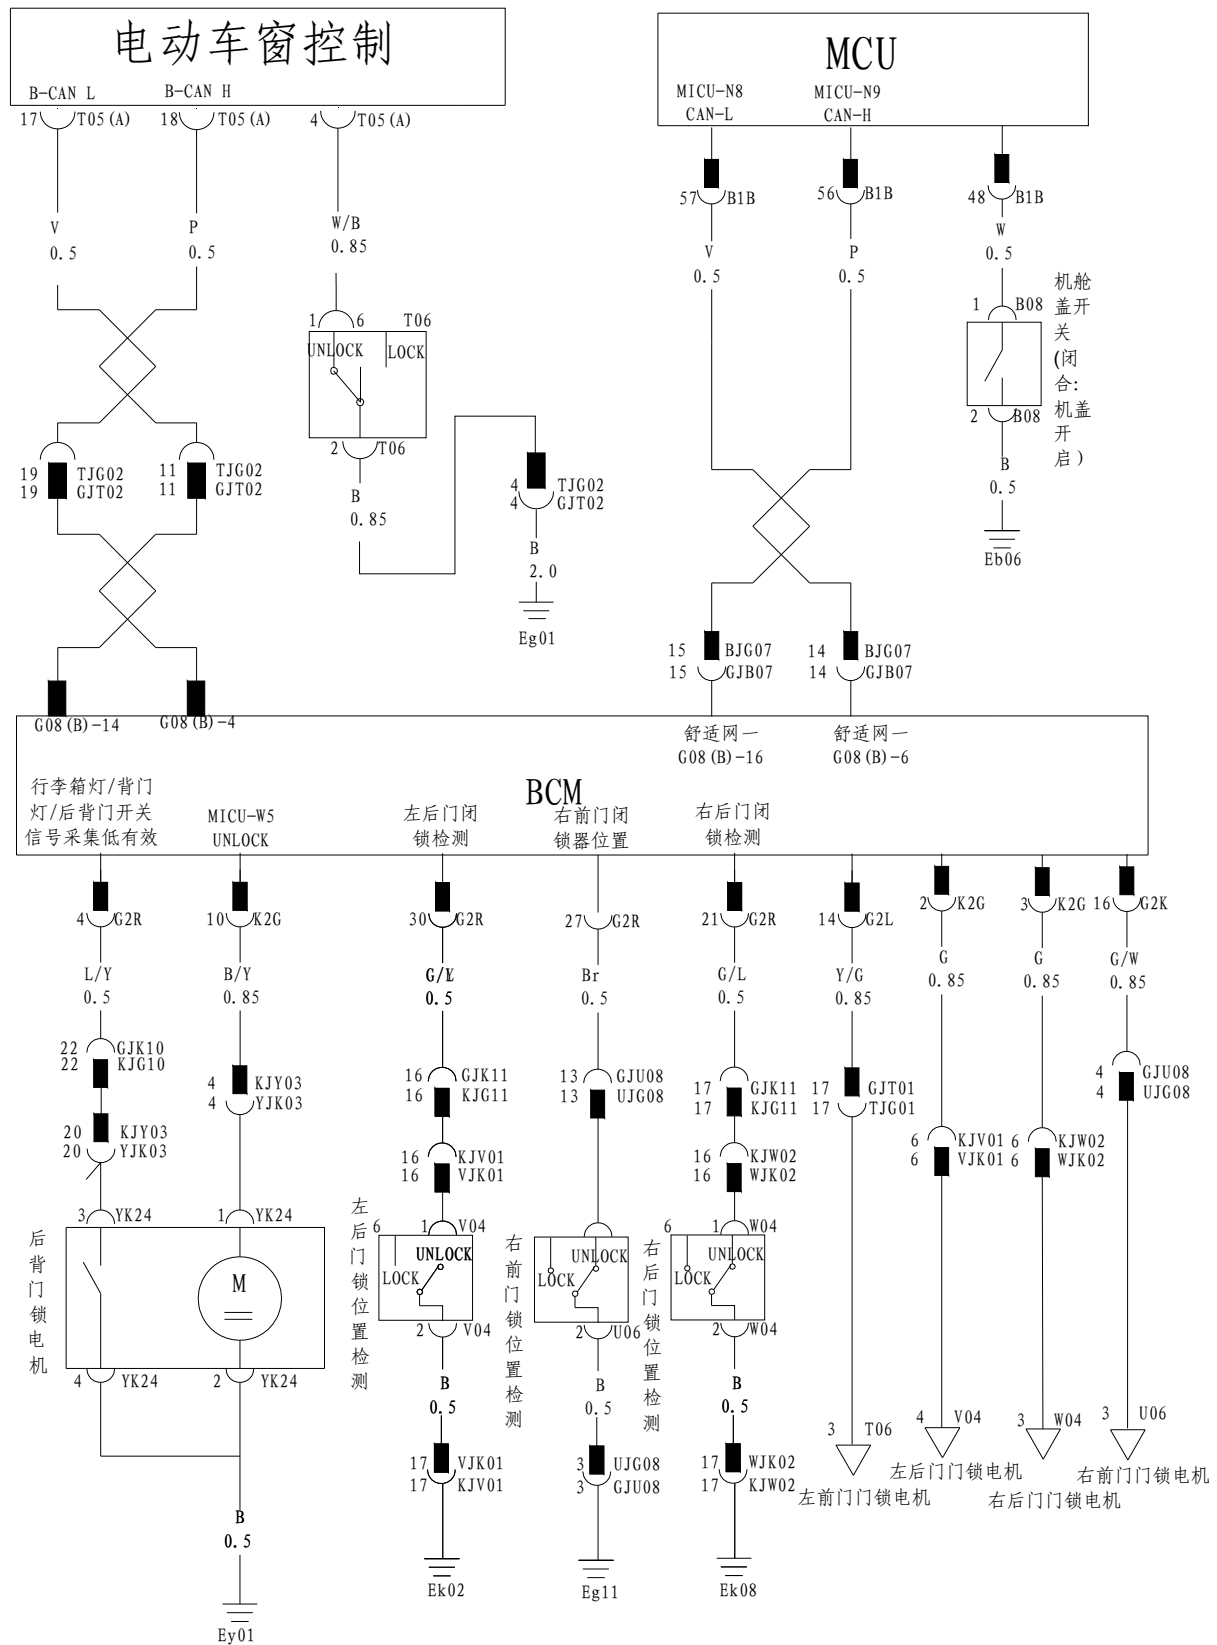 电动车窗控制
B-CAN L
B-CAN H
17
T05(A)
18
T05(A)
4
T05(A)
MCU
MICU-N8
CAN-L
MICU-N9
CAN-H
57
B1B
56
B1B
48
B1B
V
0.5
P
0.5
W/B
0.85
V
0.5
P
0.5
W
0.5
1
B08
机舱
盖开
关
(闭
合:
机盖
开
启)
2
B08
B
0.5
Eb06
1
6
T06
UNLOCK
LOCK
2
T06
B
0.85
19
TJG02
19
GJT02
11
TJG02
11
GJT02
4
TJG02
4
GJT02
B
2.0
Eg01
15
BJG07
15
GJB07
14
BJG07
14
GJB07
G08(B)-14
G08(B)-4
舒适网一
G08(B)-16
舒适网一
G08(B)-6
BCM
行李箱灯/背门
灯/后背门开关
信号采集低有效
MICU-W5
UNLOCK
左后门闭
锁检测
右前门闭
锁器位置
右后门闭
锁检测
4
G2R
10
K2G
30
G2R
27
G2R
21
G2R
14
G2L
2
K2G
3
K2G
16
G2K
L/Y
0.5
B/Y
0.85
G/Y
0.5
Br
0.5
G/L
0.5
Y/G
0.85
G
0.85
G
0.85
G/W
0.85
22
GJK10
22
KJG10
20
KJY03
20
YJK03
4
KJY03
4
YJK03
16
GJK11
16
KJG11
16
KJV01
16
VJK01
13
GJU08
13
UJG08
17
GJK11
17
KJG11
16
KJW02
16
WJK02
17
GJT01
17
TJG01
6
KJV01
6
VJK01
6
KJW02
6
WJK02
4
GJU08
4
UJG08
3
YK24
1
YK24
后背门锁电机
M
4
YK24
2
YK24
B
0.5
Ey01
左后门锁位置检测
6
1
V04
UNLOCK
LOCK
2
V04
B
0.5
17
VJK01
17
KJV01
Ek02
右前门锁位置检测
UNLOCK
LOCK
2
U06
B
0.5
3
UJG08
3
GJU08
Eg11
右后门锁位置检测
6
1
W04
UNLOCK
LOCK
2
W04
B
0.5
17
WJK02
17
KJW02
Ek08
3
T06
左前门门锁电机
4
V04
左后门门锁电机
3
W04
右后门门锁电机
3
U06
右前门门锁电机